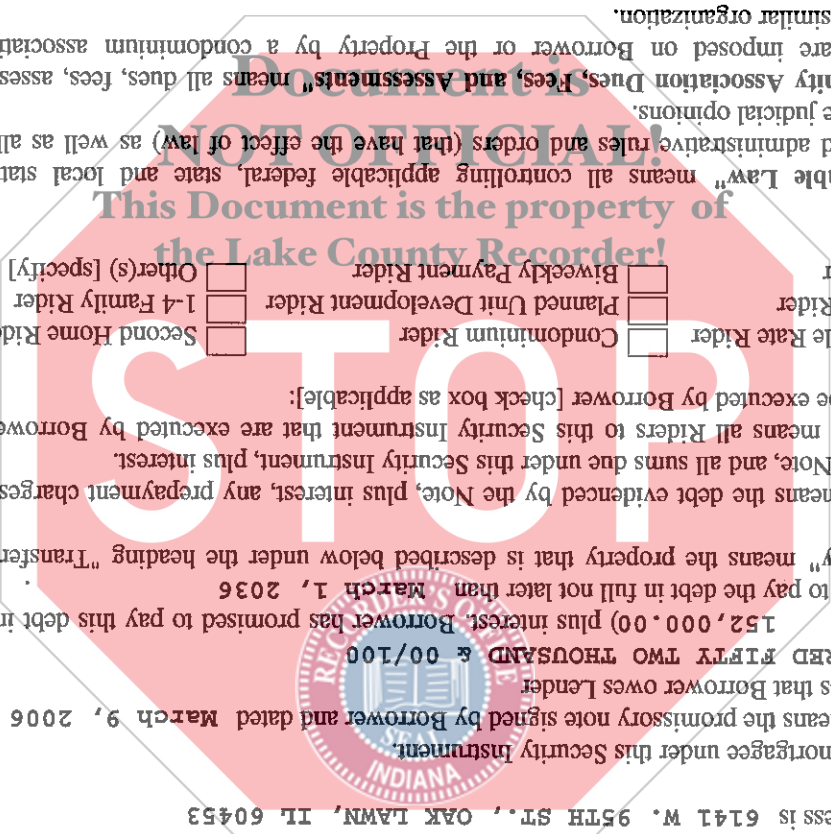 ss is 6141 W. 95TH ST., OAK LAWN, IL 60453
ortgagee under this Security Instrument.
eans the promissory note signed by Borrower and dated March 9, 2006
s that Borrower owes Lender
RED FIFTY TWO THOUSAND & 00/100
152,000.00) plus interest. Borrower has promised to pay this debt in
to pay the debt in full not later than March 1, 2036 .
y" means the property that is described below under the heading "Transfer
means the debt evidenced by the Note, plus interest, any prepayment charges
Note, and all sums due under this Security Instrument, plus interest.
means all Riders to this Security Instrument that are executed by Borrowe
e executed by Borrower [check box as applicable]:
le Rate Rider Condominium Rider Second Home Rid
Rider Planned Unit Development Rider 1-4 Family Rider
r Biweekly Payment Rider Other(s) [specify]
ble Law" means all controlling applicable federal, state and local stat
d administrative rules and orders (that have the effect of law) as well as all
e judicial opinions.
nity Association Dues, Fees, and Assessments" means all dues, fees, asses
are imposed on Borrower or the Property by a condominium associati
similar organization.
Document is
NOT OFFICIAL!
This Document is the property of
the Lake County Recorder!
STOP
RECORDER'S OFFICE
SEAL
INDIANA